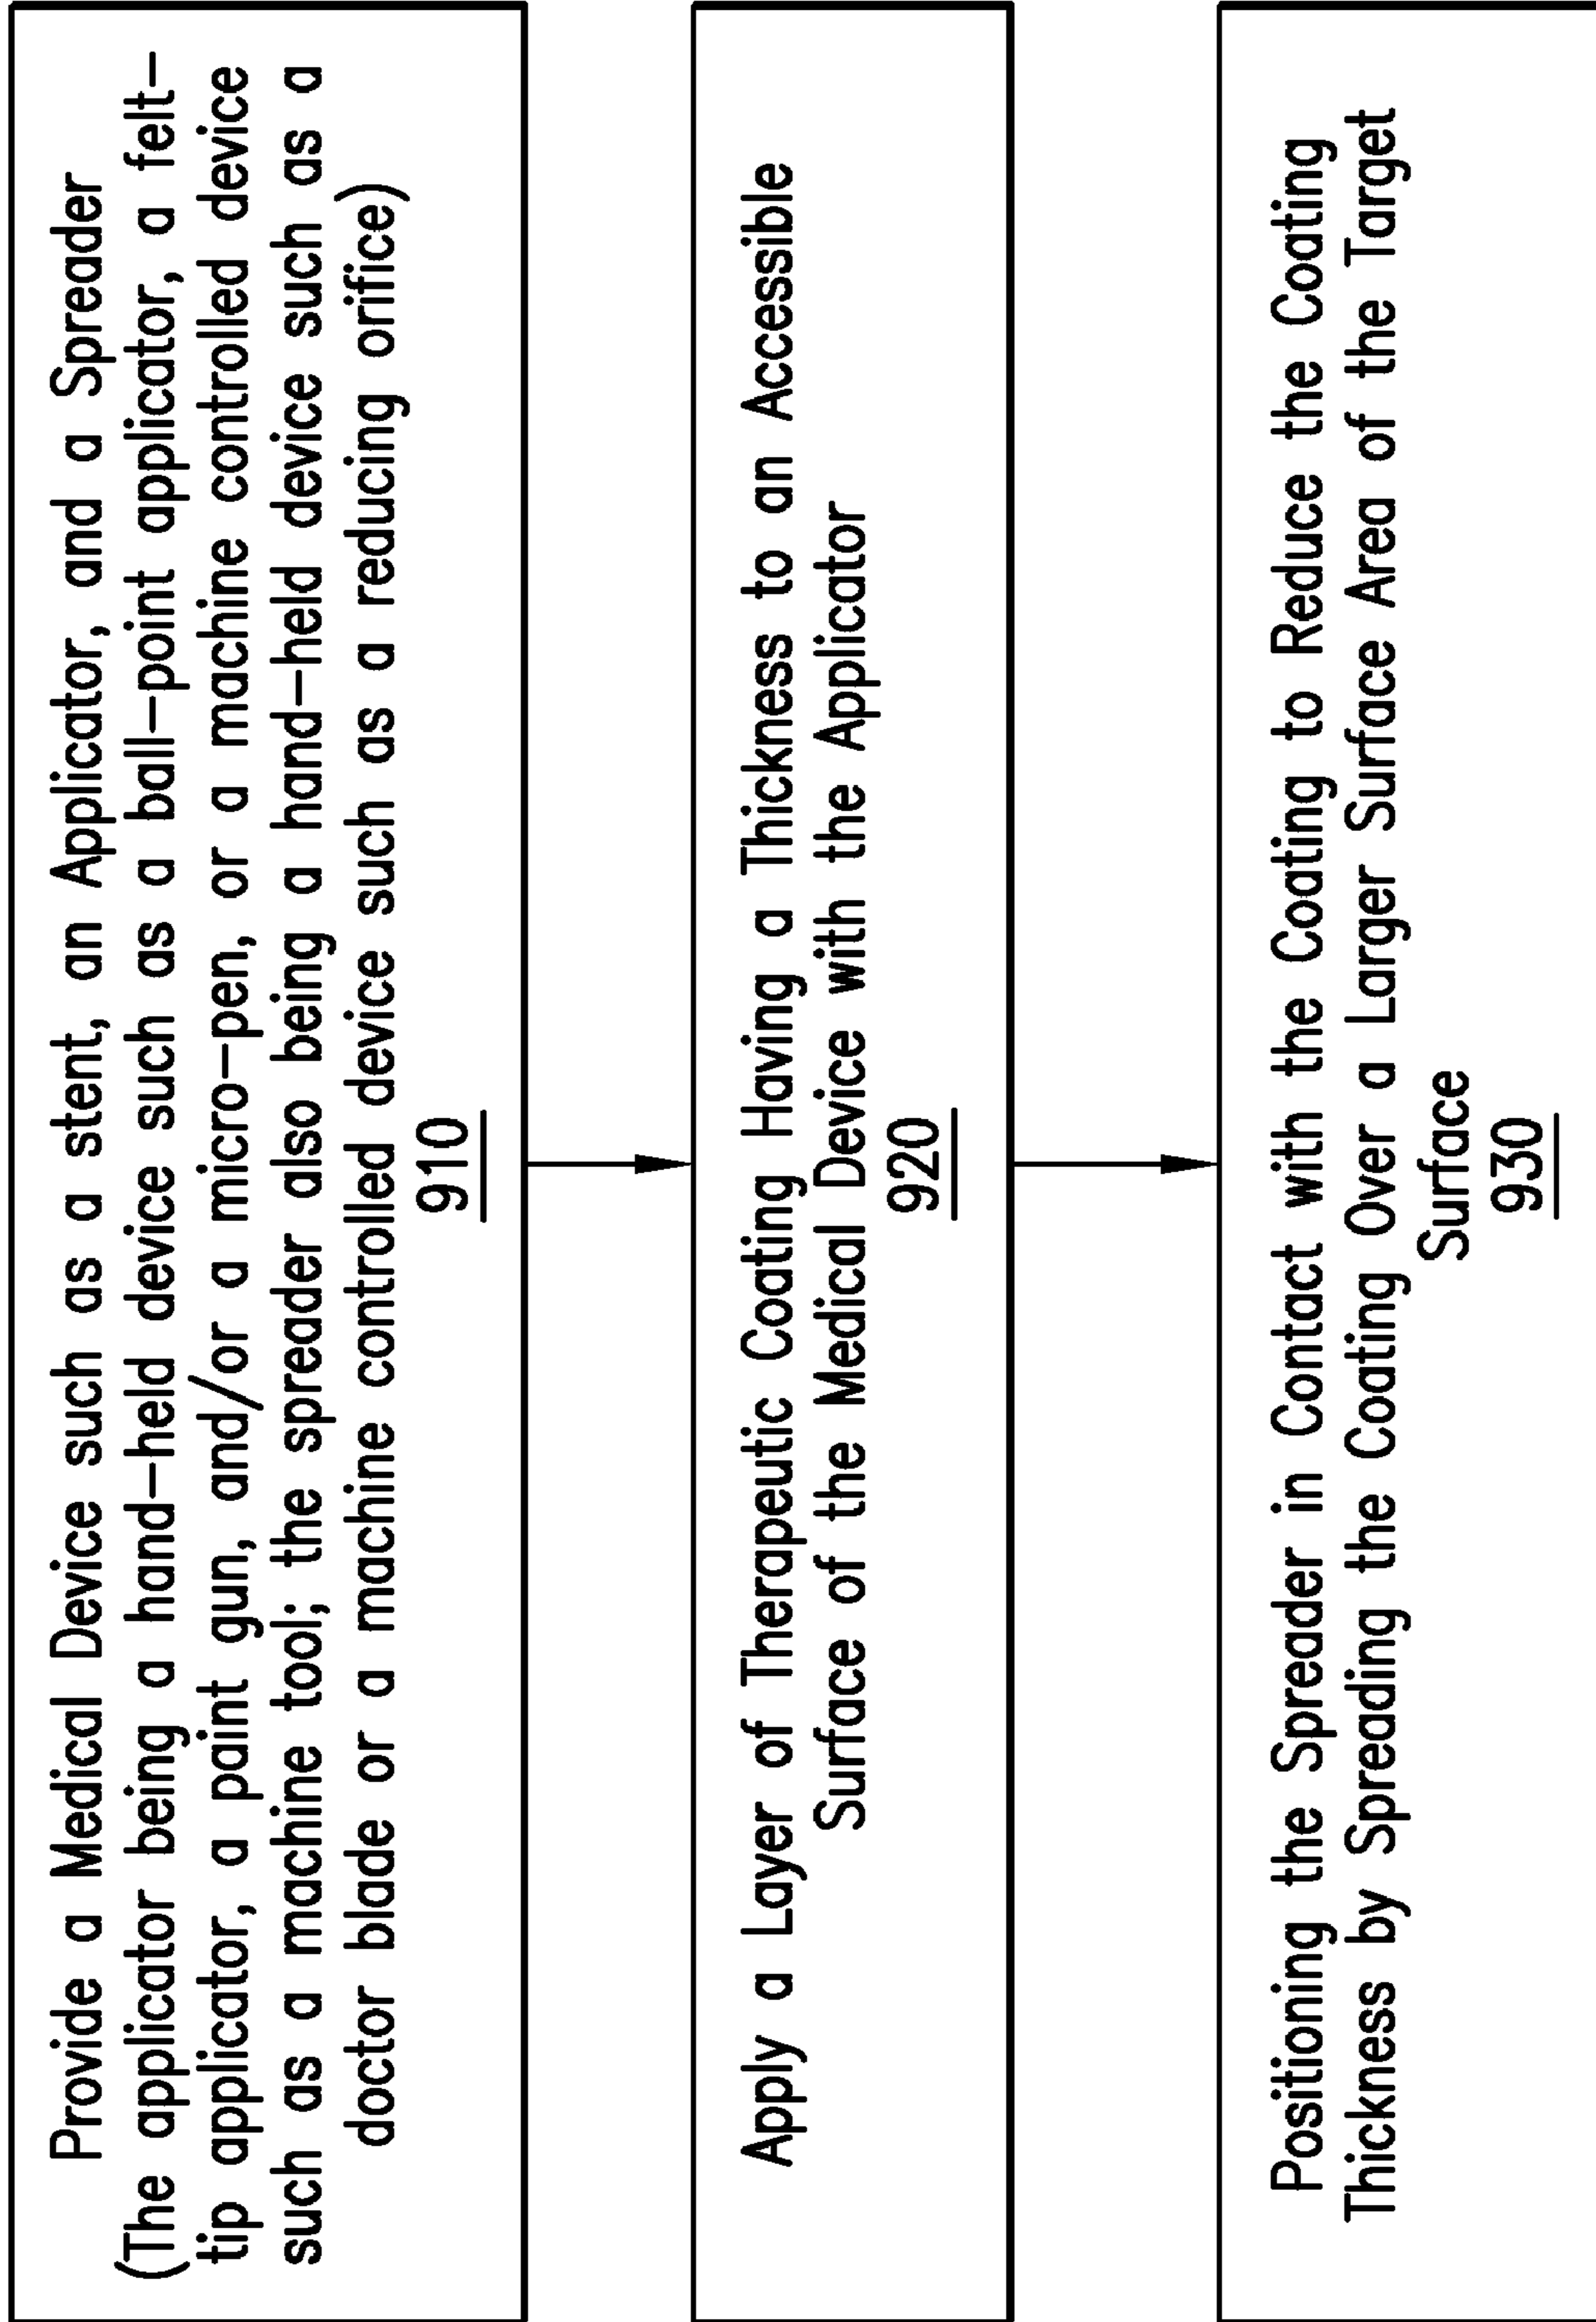 Provide a Medical Device such as a stent, an Applicator, and a Spreader
(The applicator being a hand-held device such as a ball-point applicator, a felt-
tip applicator, a paint gun, and/or a micro-pen, or a machine controlled device
such as a machine tool; the spreader also being a hand-held device such as a
doctor blade or a machine controlled device such as a reducing orifice)
910
Apply a Layer of Therapeutic Coating Having a Thickness to an Accessible
Surface of the Medical Device with the Applicator
920
Positioning the Spreader in Contact with the Coating to Reduce the Coating
Thickness by Spreading the Coating Over a Larger Surface Area of the Target
Surface
930